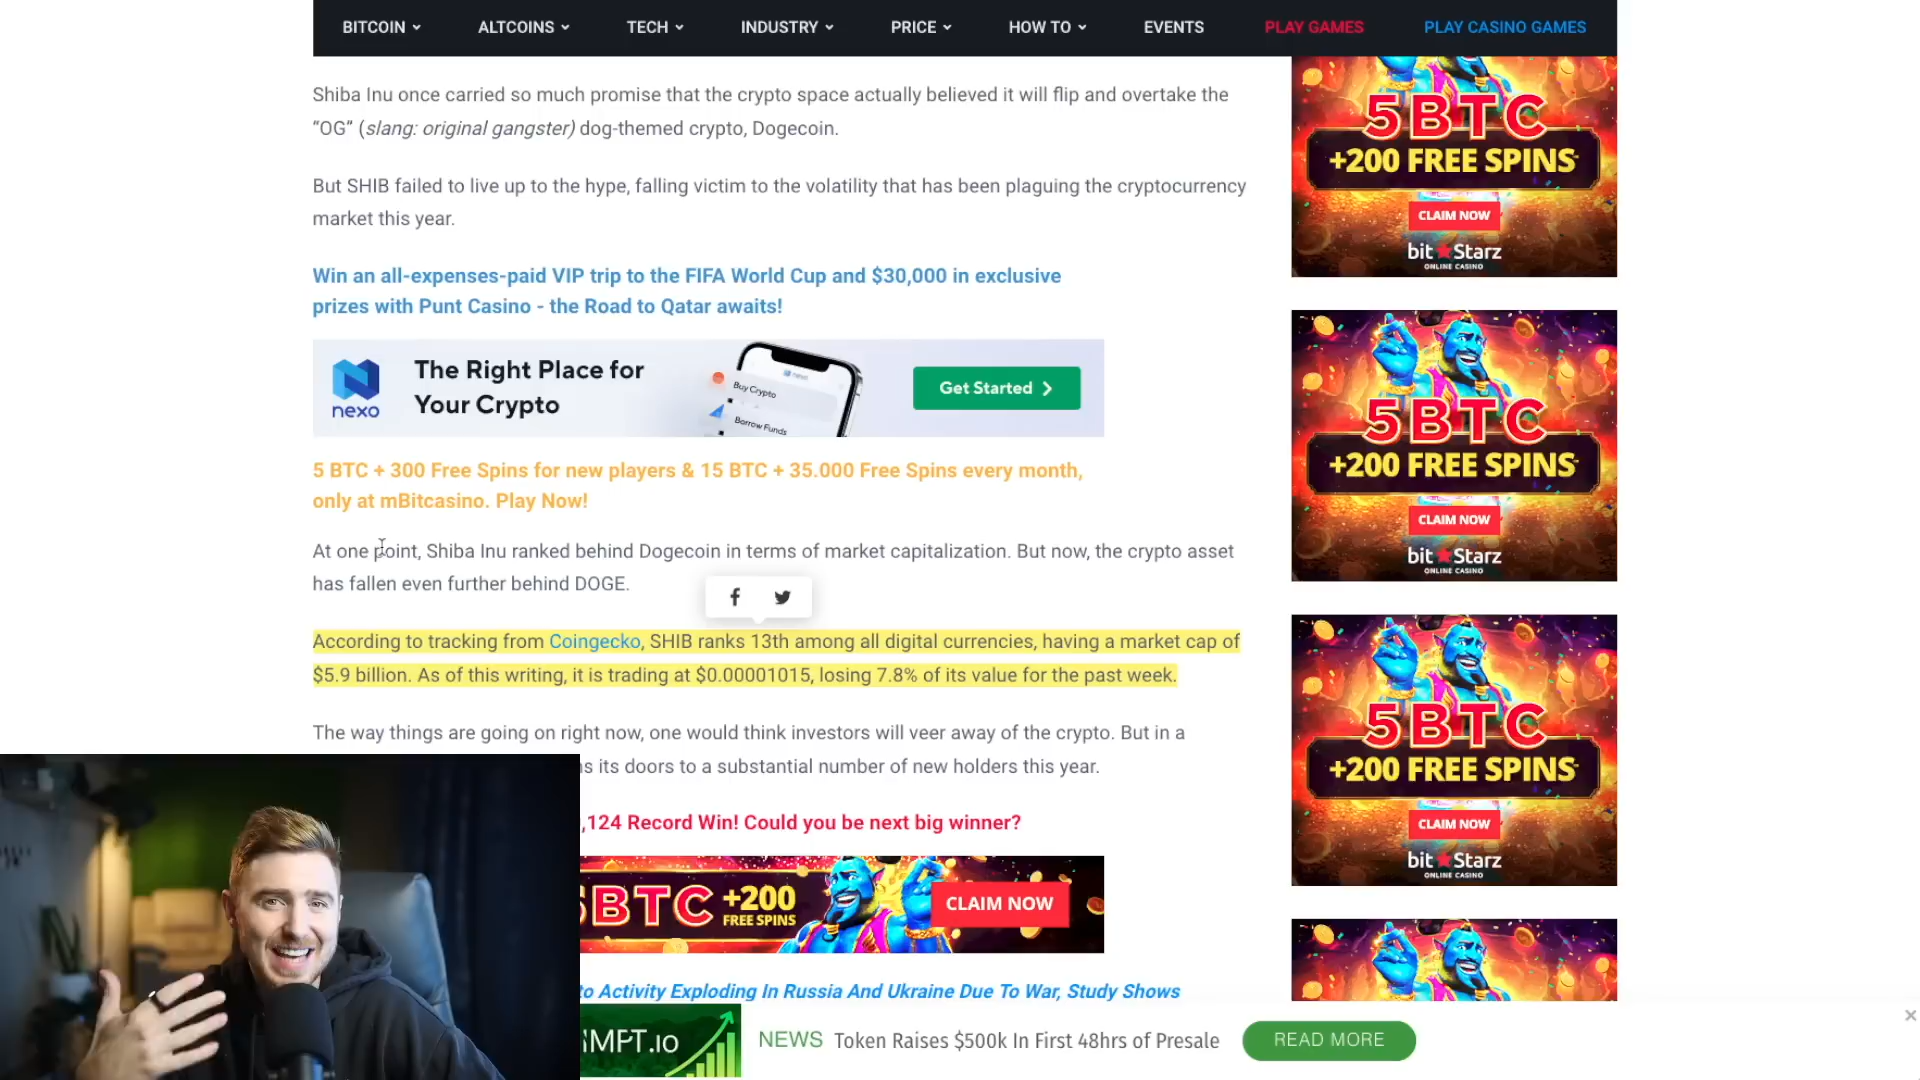 BITCOIN ALTCOINS TECH INDUSTRY PRICE HOW TO EVENTS PLAY GAMES PLAY CASINO GAMES
Shiba Inu once carried so much promise that the crypto space actually believed it will flip and overtake the
“OG” (slang: original gangster) dog-themed crypto, Dogecoin.
But SHIB failed to live up to the hype, falling victim to the volatility that has been plaguing the cryptocurrency
market this year.
Win an all-expenses-paid VIP trip to the FIFA World Cup and $30,000 in exclusive
prizes with Punt Casino - the Road to Qatar awaits!
nexo
The Right Place for
Your Crypto
Buy Crypto
Borrow Funds
Get Started
5 BTC + 300 Free Spins for new players & 15 BTC + 35.000 Free Spins every month,
only at mBitcasino. Play Now!
At one point, Shiba Inu ranked behind Dogecoin in terms of market capitalization. But now, the crypto asset
has fallen even further behind DOGE.
According to tracking from Coingecko, SHIB ranks 13th among all digital currencies, having a market cap of
$5.9 billion. As of this writing, it is trading at $0.00001015, losing 7.8% of its value for the past week.
The way things are going on right now, one would think investors will veer away of the crypto. But in a
s its doors to a substantial number of new holders this year.
,124 Record Win! Could you be next big winner?
5BTC +200
FREE SPINS
CLAIM NOW
to Activity Exploding In Russia And Ukraine Due To War, Study Shows
IMPT.io
NEWS Token Raises $500k In First 48hrs of Presale
READ MORE
5BTC
+200 FREE SPINS
CLAIM NOW
bitStarz
ONLINE CASINO
5BTC
+200 FREE SPINS
CLAIM NOW
bitStarz
ONLINE CASINO
5BTC
+200 FREE SPINS
CLAIM NOW
bitStarz
ONLINE CASINO